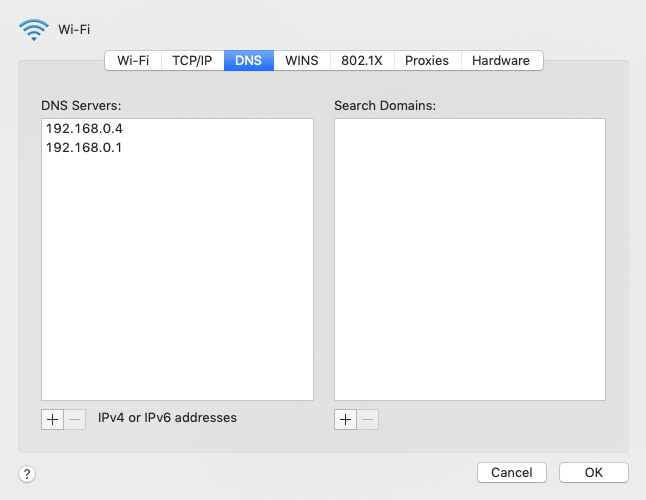 Wi-Fi
Wi-Fi TCP/IP DNS WINS 802.1X Proxies Hardware
DNS Servers:
192.168.0.4
192.168.0.1
Search Domains:
+ − IPv4 or IPv6 addresses
+ −
? Cancel OK